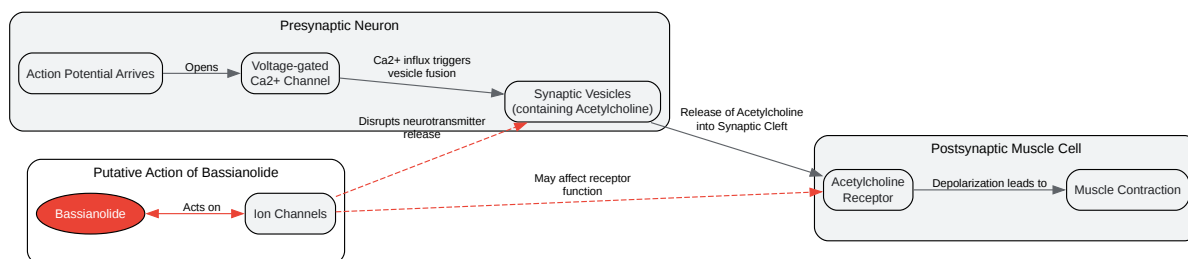 Presynaptic Neuron
Action Potential Arrives
Opens
Voltage-gated
Ca2+ Channel
Ca2+ influx triggers
vesicle fusion
Synaptic Vesicles
(containing Acetylcholine)
Disrupts neurotransmitter
release
Release of Acetylcholine
into Synaptic Cleft
Putative Action of Bassianolide
Bassianolide
Acts on
Ion Channels
May affect receptor
function
Postsynaptic Muscle Cell
Acetylcholine
Receptor
Depolarization leads to
Muscle Contraction